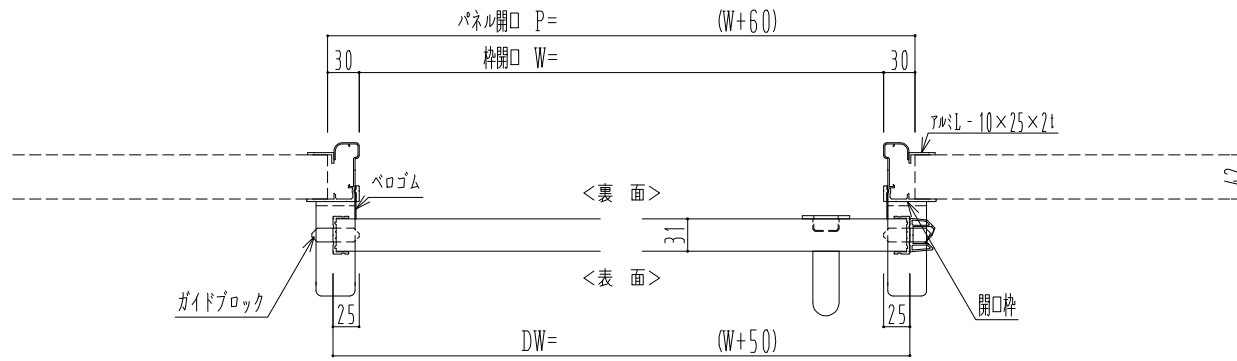 パネル開口 P= (W+60)
30 枠開口 W= 30
アルミL-10×25×2t
ベロゴム
<裏 面>
42
31
<表 面>
ガイドブロック
開口枠
25 25
DW= (W+50)